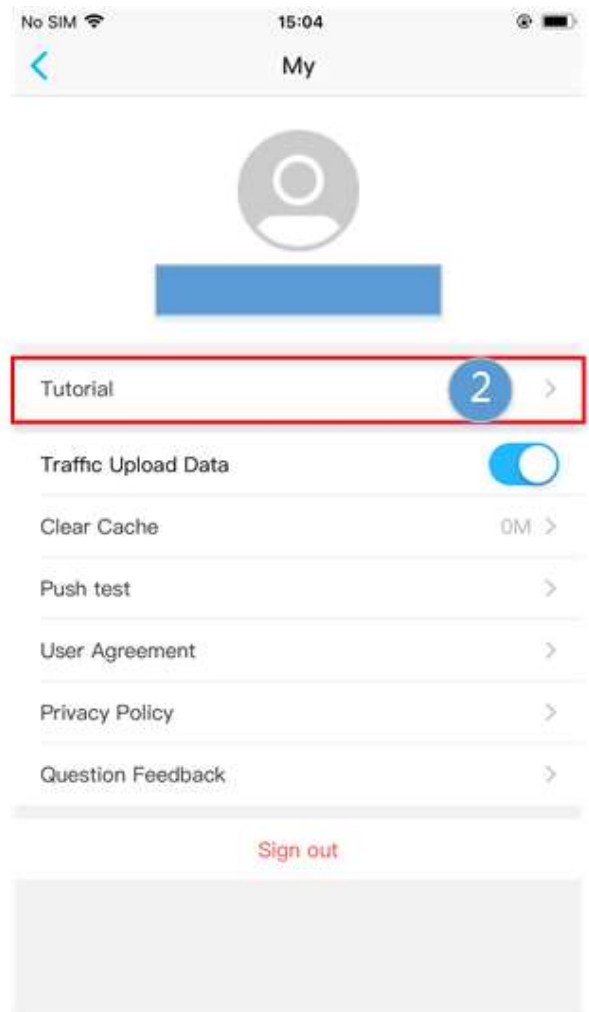 No SIM 15:04
My
Tutorial 2
Traffic Upload Data
Clear Cache 0M
Push test
User Agreement
Privacy Policy
Question Feedback
Sign out